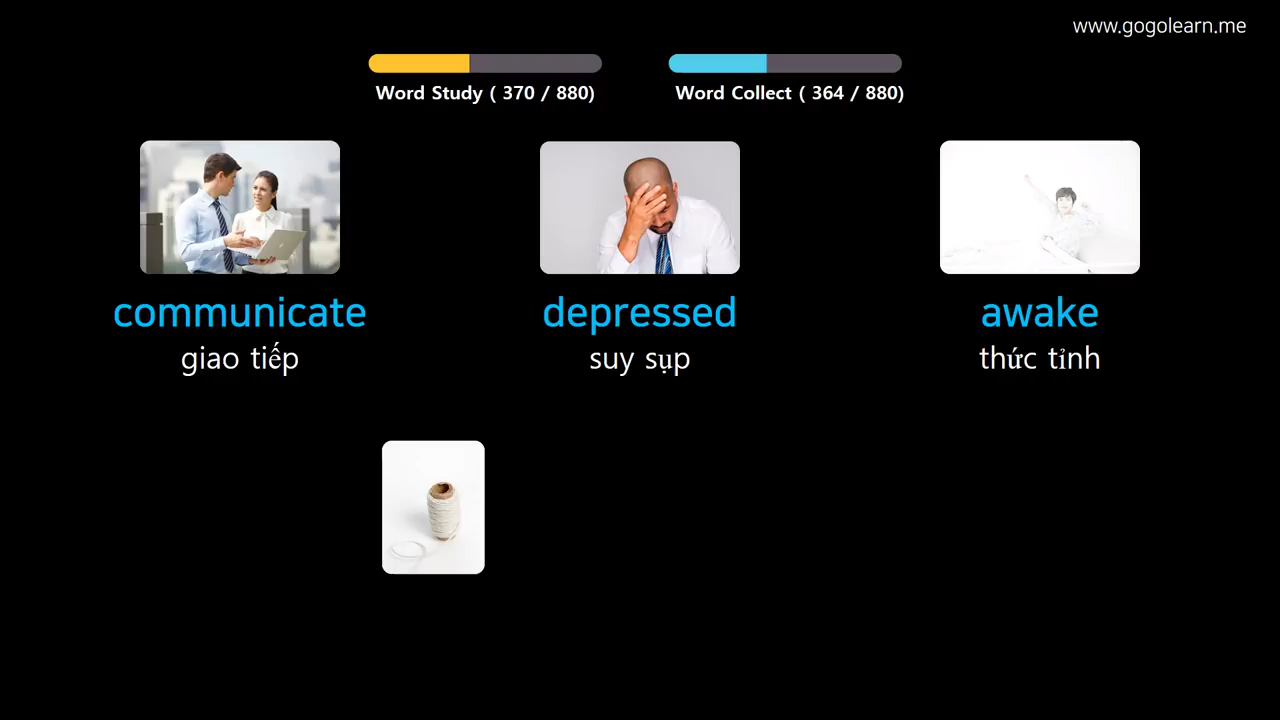 www.gogolearn.me
Word Study ( 370 / 880)
Word Collect ( 364 / 880)
communicate
giao tiếp
depressed
suy sụp
awake
thức tỉnh